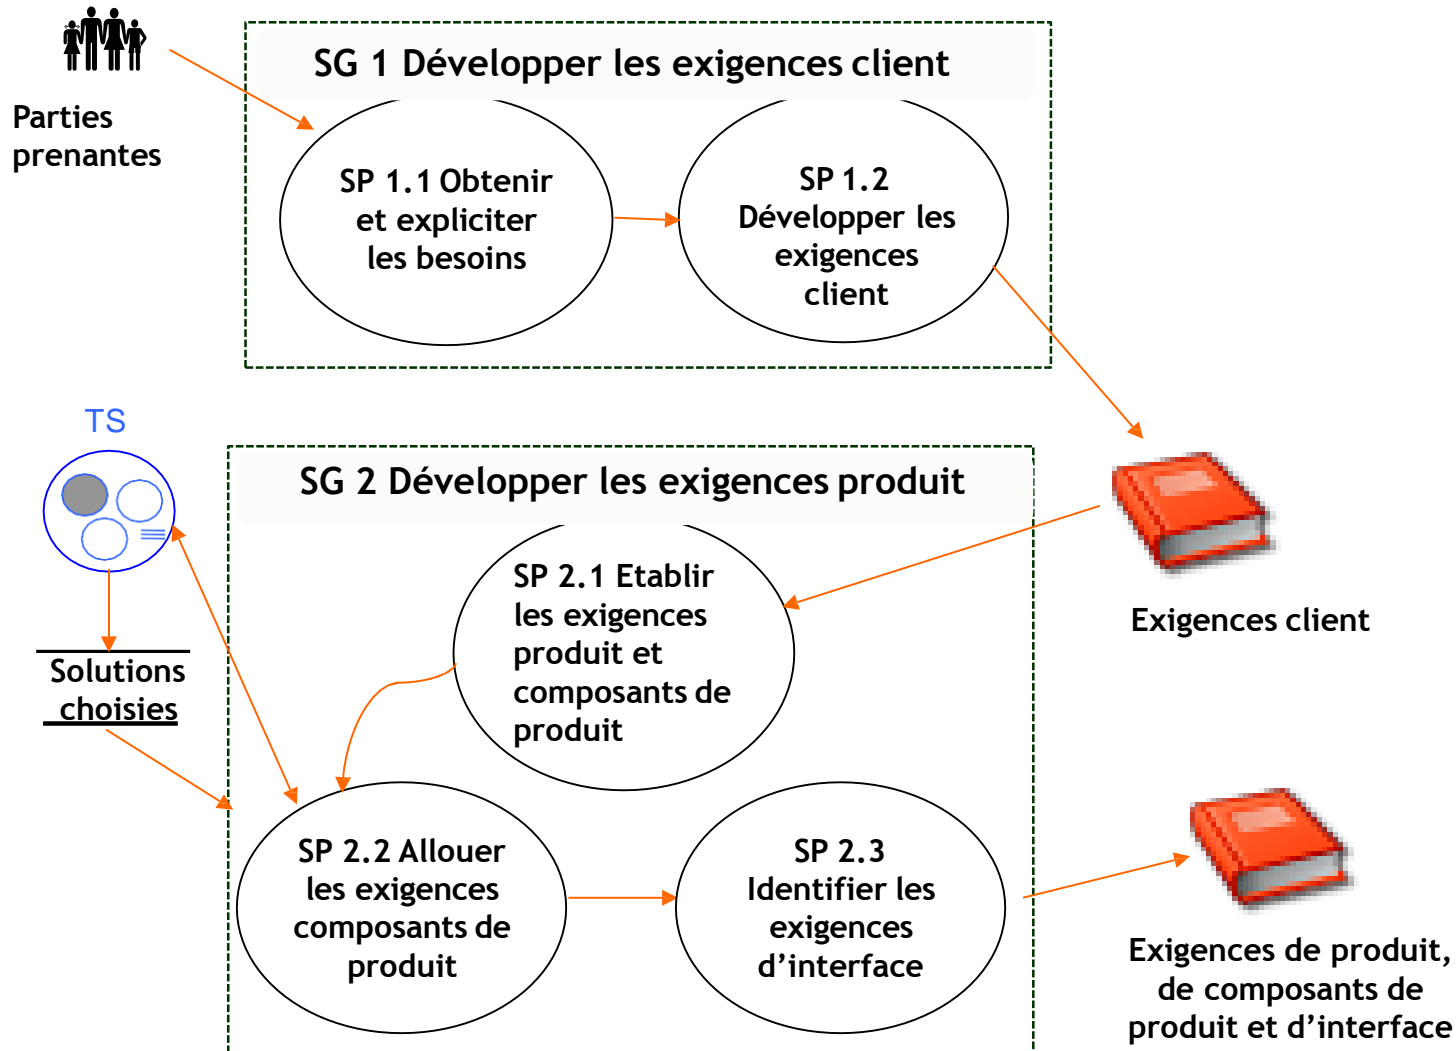 SG 1 Développer les exigences client
Parties
prenantes
SP 1.1 Obtenir
et expliciter
les besoins
SP 1.2
Développer les
exigences
client
TS
SG 2 Développer les exigences produit
SP 2.1 Etablir
les exigences
produit et
composants de
produit
Exigences client
Solutions
choisies
SP 2.2 Allouer
les exigences
composants de
produit
SP 2.3
Identifier les
exigences
d’interface
Exigences de produit,
de composants de
produit et d’interface